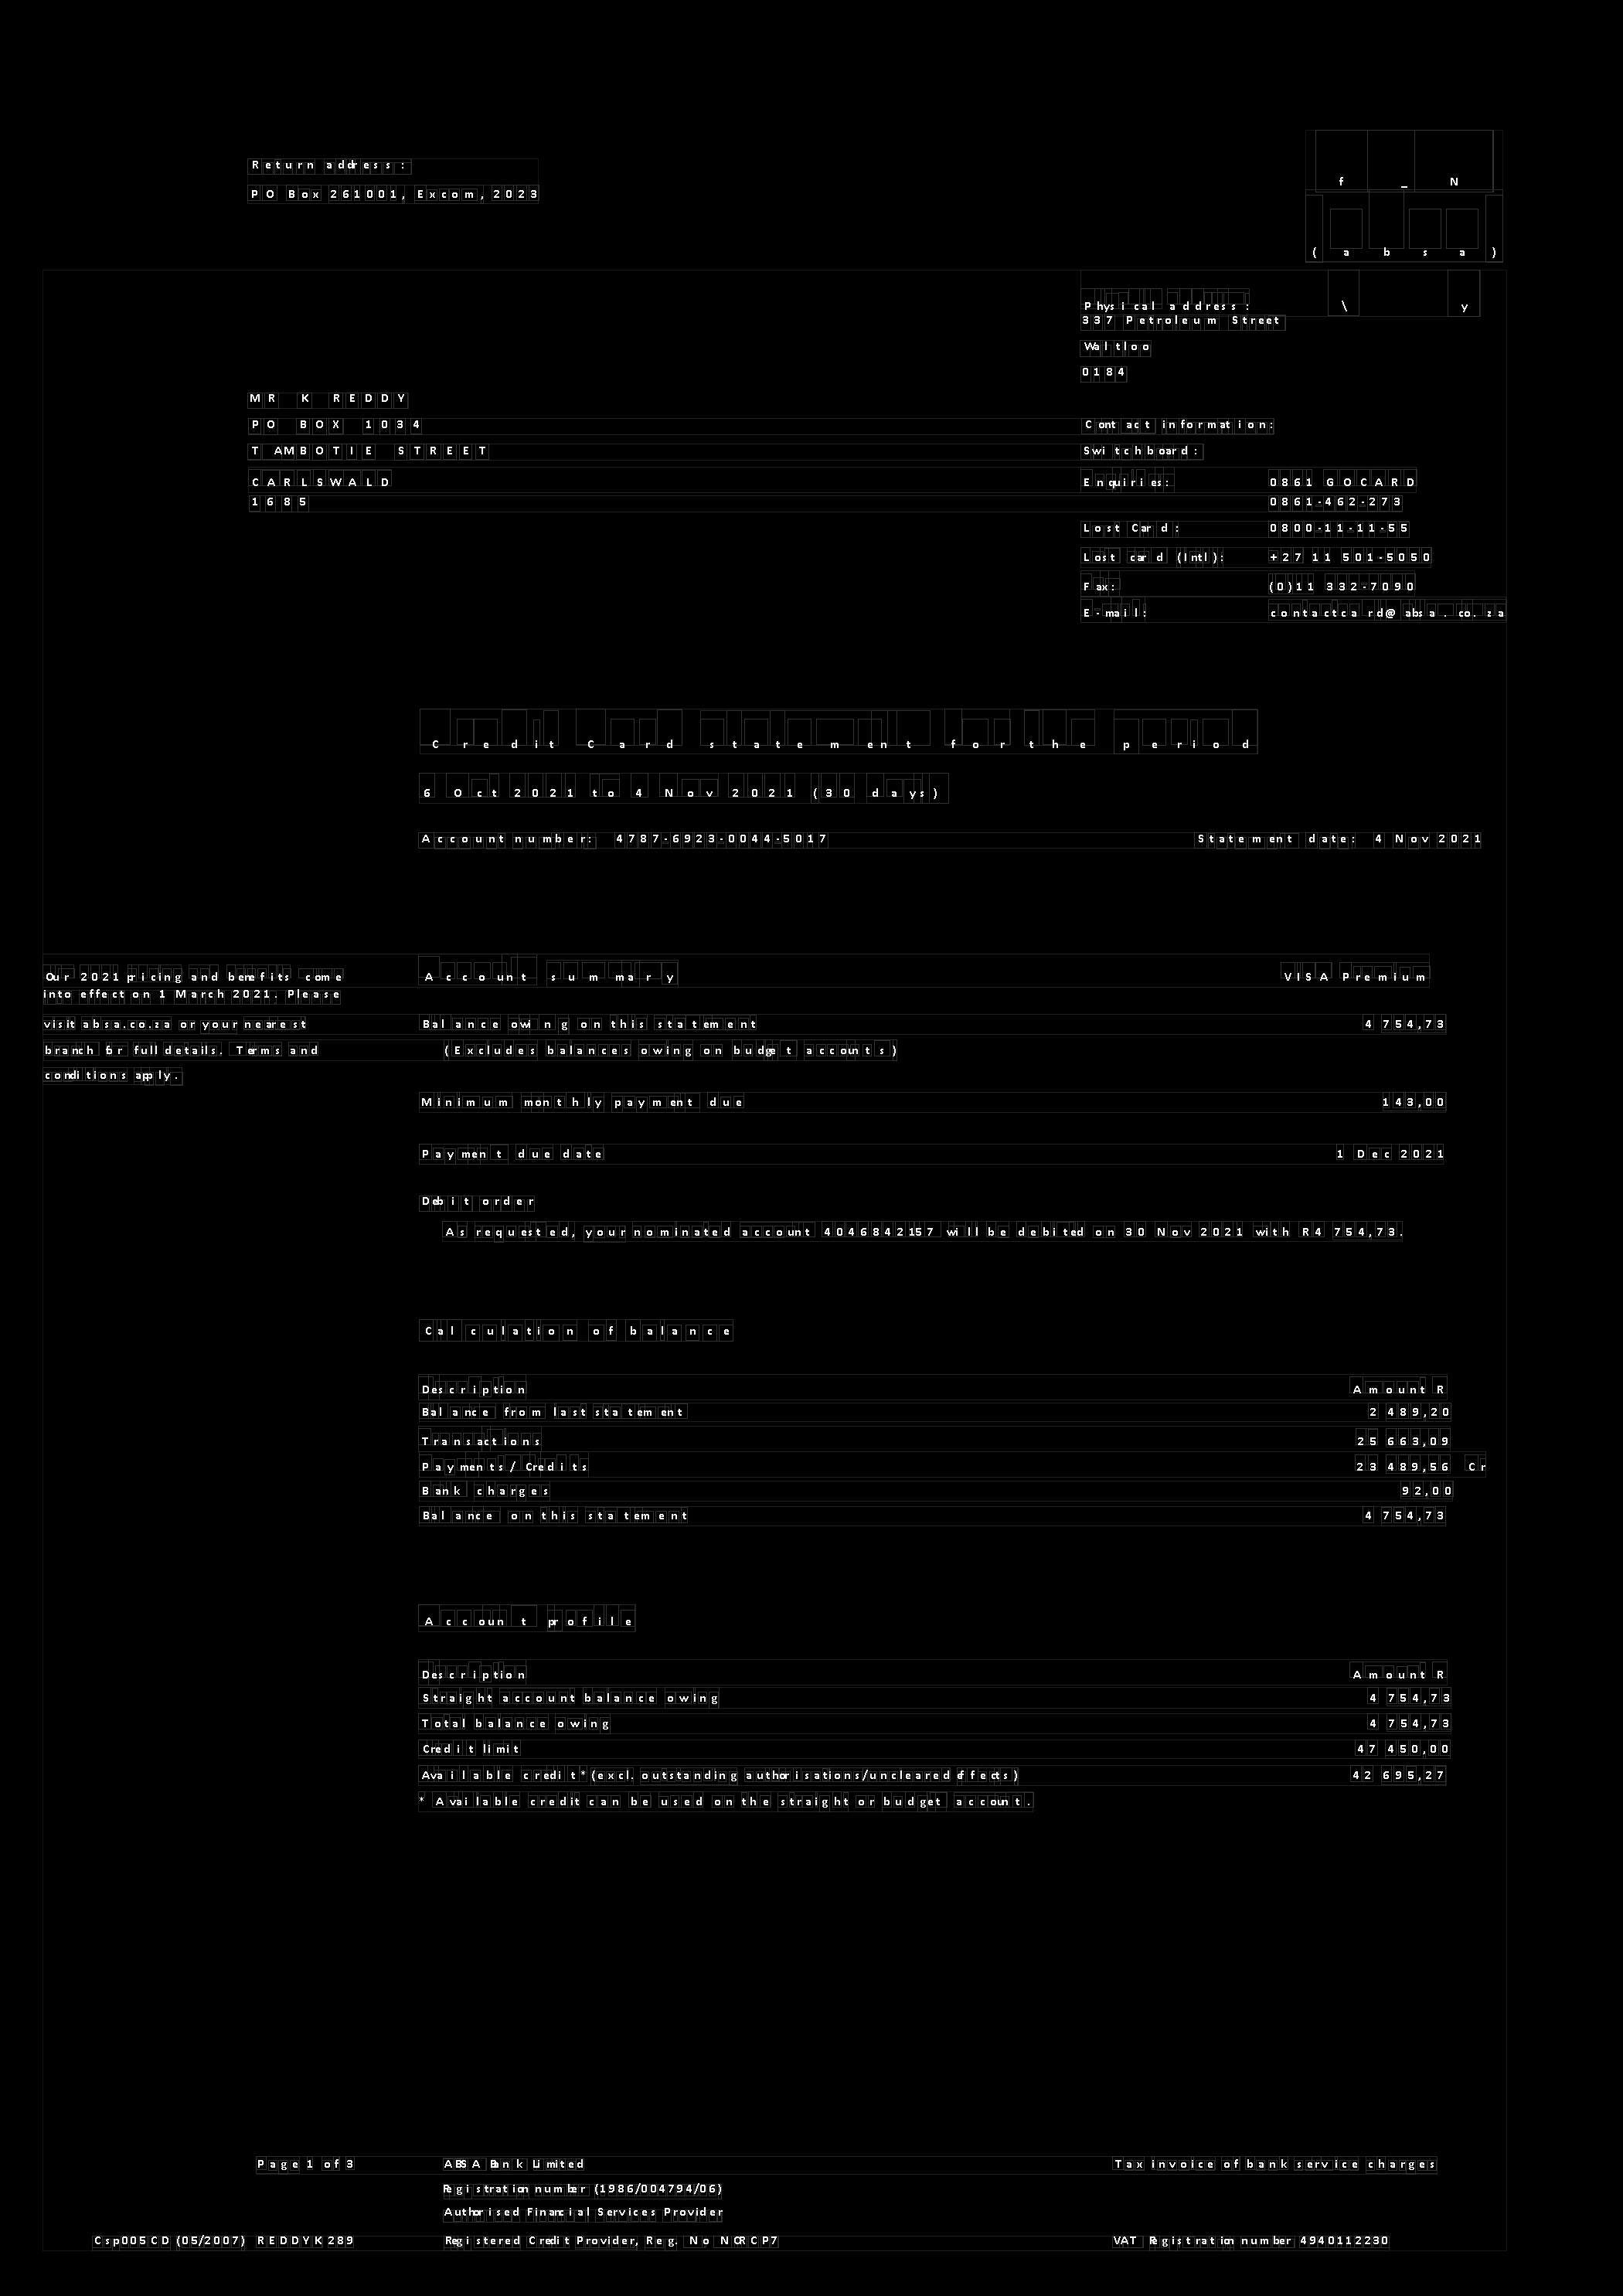 Return address:
PO Box 261001, Excom, 2023
f _ N
(absa)
\ y
Physical address:
337 Petroleum Street
Waltloo
0184
MR K REDDY
PO BOX 1034 Contact information:
TAMBOTIE STREET Switchboard:
CARLSWALD Enquiries: 0861 GOCARD
1685 0861-462-273
Lost Card: 0800-11-11-55
Lost card (Intl): +27 11 501-5050
Fax: (0)11 332-7090
E-mail: contactcard@absa.co.za
Credit Card statement for the period
6 Oct 2021 to 4 Nov 2021 (30 days)
Account number: 4787-6923-0044-5017 Statement date: 4 Nov 2021
Our 2021 pricing and benefits come
into effect on 1 March 2021. Please
visit absa.co.za or your nearest
branch for full details. Terms and
conditions apply.
Account summary VISA Premium
Balance owing on this statement 4 754,73
(Excludes balances owing on budget accounts)
Minimum monthly payment due 143,00
Payment due date 1 Dec 2021
Debit order
As requested, your nominated account 4046842157 will be debited on 30 Nov 2021 with R4 754,73.
Calculation of balance
Description Amount R
Balance from last statement 2 489,20
Transactions 25 663,09
Payments/Credits 23 489,56 Cr
Bank charges 92,00
Balance on this statement 4 754,73
Account profile
Description Amount R
Straight account balance owing 4 754,73
Total balance owing 4 754,73
Credit limit 47 450,00
Available credit*(excl. outstanding authorisations/uncleared effects) 42 695,27
* Available credit can be used on the straight or budget account.
Page 1 of 3 ABSA Bank Limited Tax invoice of bank service charges
Registration number (1986/004794/06)
Authorised Financial Services Provider
Csp005CD (05/2007) REDDYK289 Registered Credit Provider, Reg. No NCRCP7 VAT Registration number 4940112230